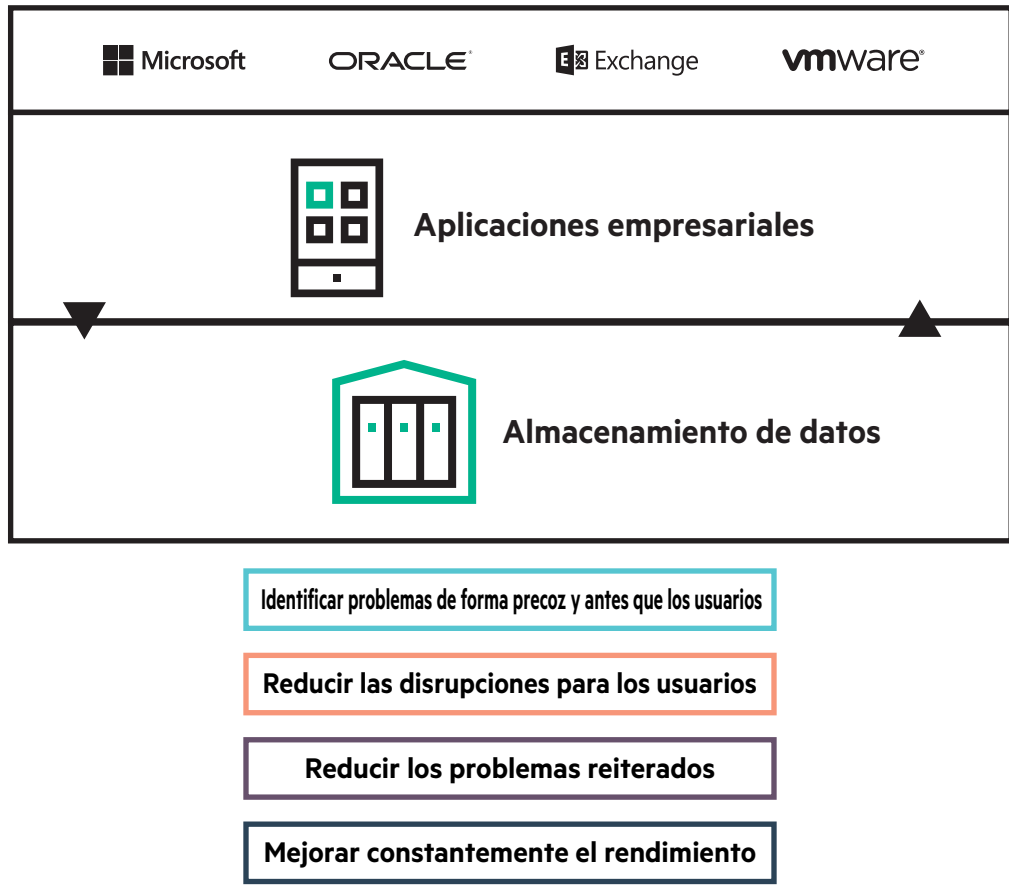 Microsoft ORACLE® E Exchange vmware®
Aplicaciones empresariales
Almacenamiento de datos
Identificar problemas de forma precoz y antes que los usuarios
Reducir las disrupciones para los usuarios
Reducir los problemas reiterados
Mejorar constantemente el rendimiento